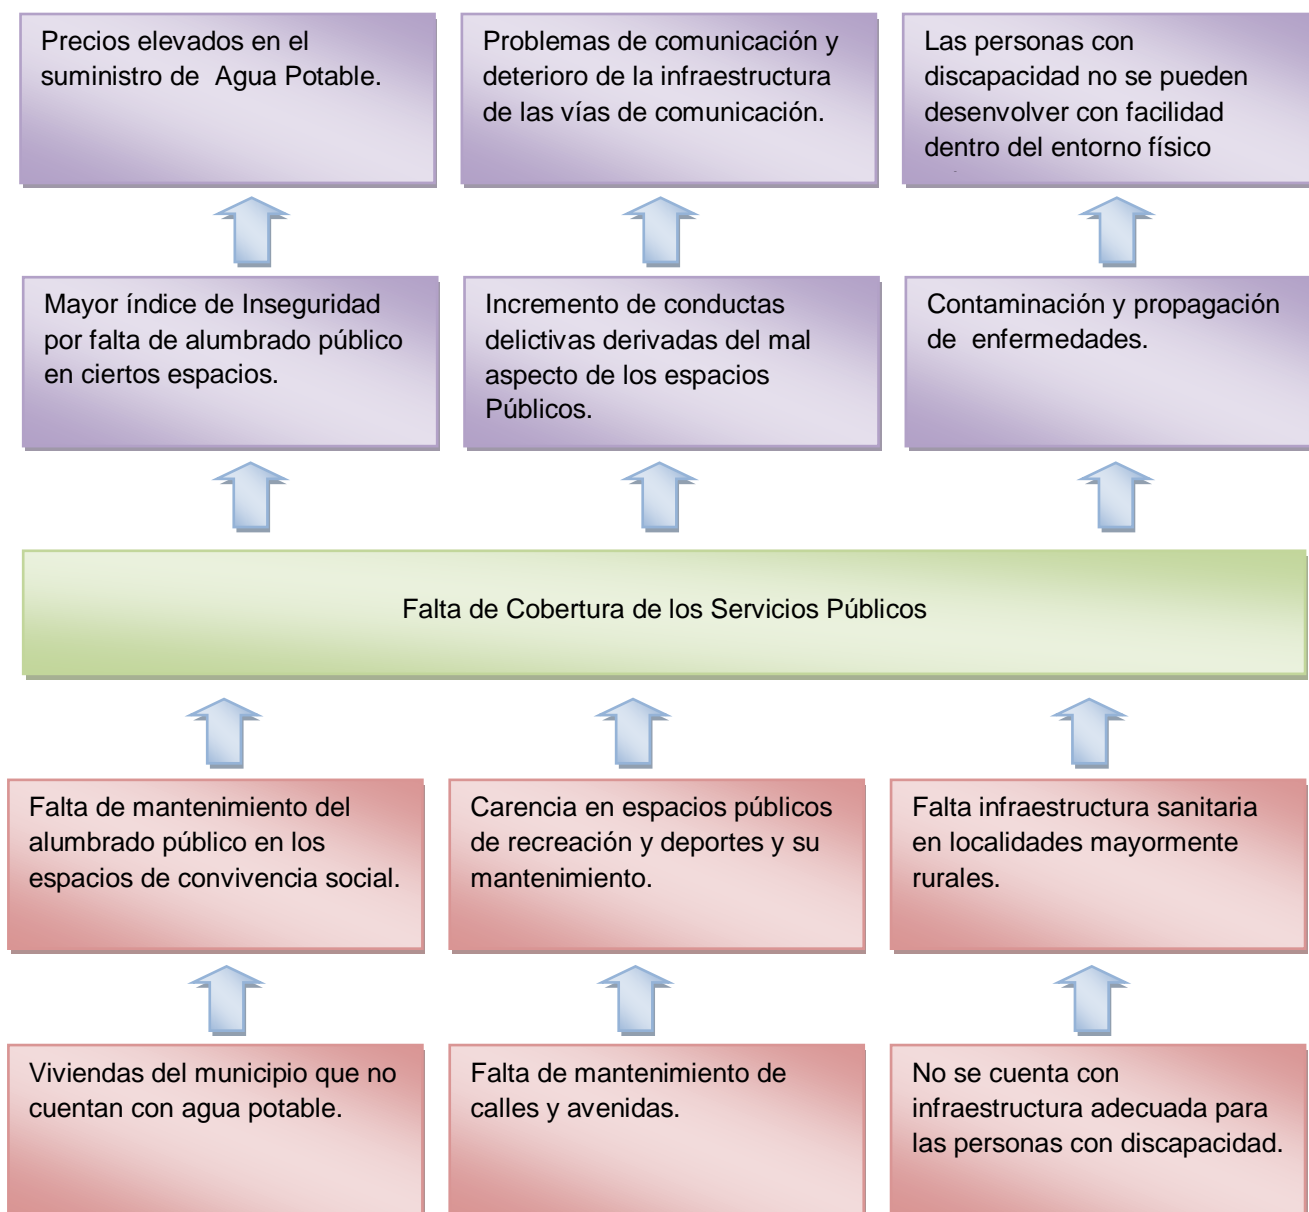 Precios elevados en el
suministro de  Agua Potable.
Problemas de comunicación y
deterioro de la infraestructura
de las vías de comunicación.
Las personas con
discapacidad no se pueden
desenvolver con facilidad
dentro del entorno físico
Mayor índice de Inseguridad
por falta de alumbrado público
en ciertos espacios.
Incremento de conductas
delictivas derivadas del mal
aspecto de los espacios
Públicos.
Contaminación y propagación
de  enfermedades.
Falta de Cobertura de los Servicios Públicos
Falta de mantenimiento del
alumbrado público en los
espacios de convivencia social.
Carencia en espacios públicos
de recreación y deportes y su
mantenimiento.
Falta infraestructura sanitaria
en localidades mayormente
rurales.
Viviendas del municipio que no
cuentan con agua potable.
Falta de mantenimiento de
calles y avenidas.
No se cuenta con
infraestructura adecuada para
las personas con discapacidad.